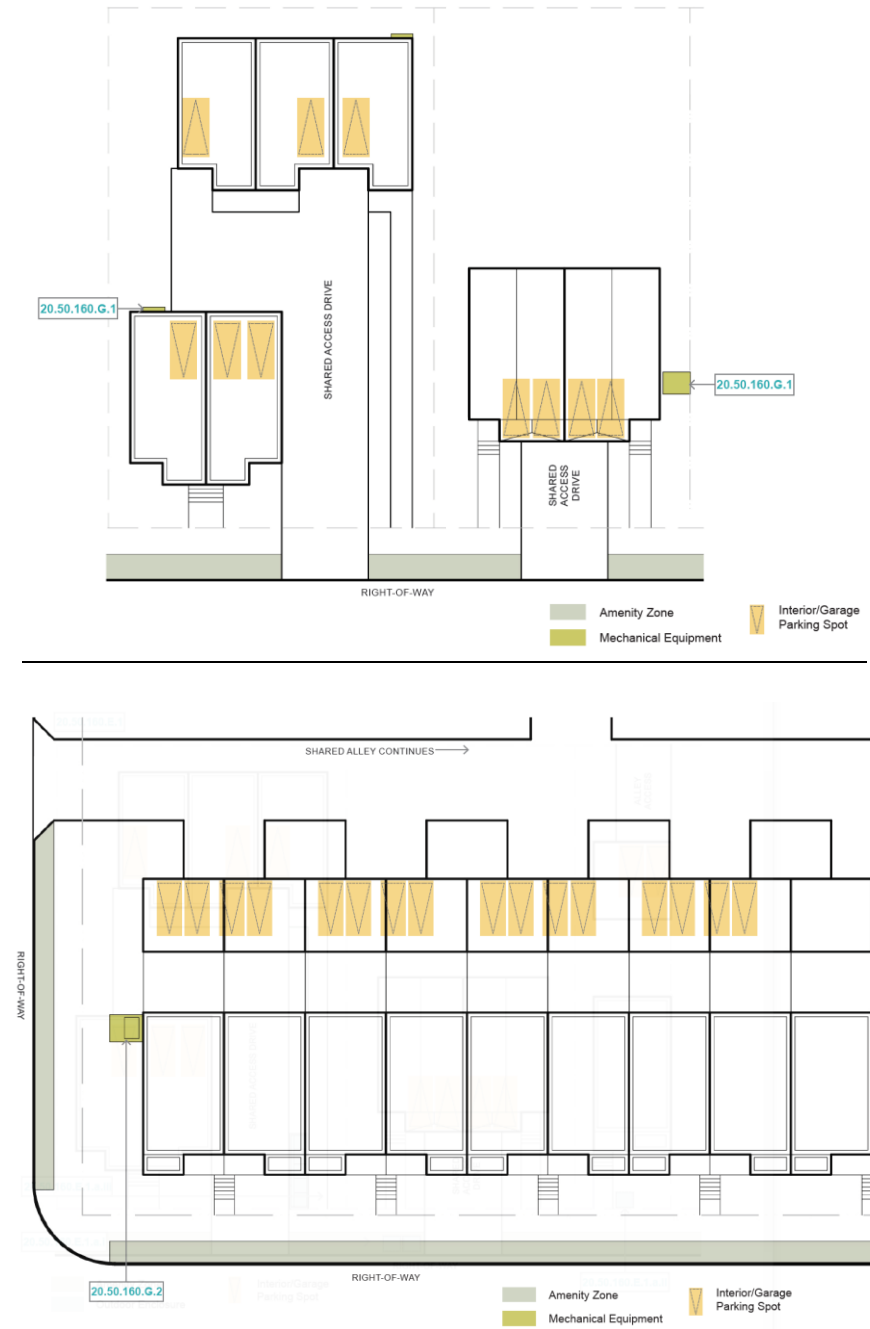 20.50.160.G.1
SHARED ACCESS DRIVE
20.50.160.G.1
SHARED
ACCESS
DRIVE
RIGHT-OF-WAY
Amenity Zone
Mechanical Equipment
Interior/Garage
Parking Spot
SHARED ALLEY CONTINUES
RIGHT-OF-WAY
20.50.160.G.2
RIGHT-OF-WAY
Amenity Zone
Mechanical Equipment
Interior/Garage
Parking Spot